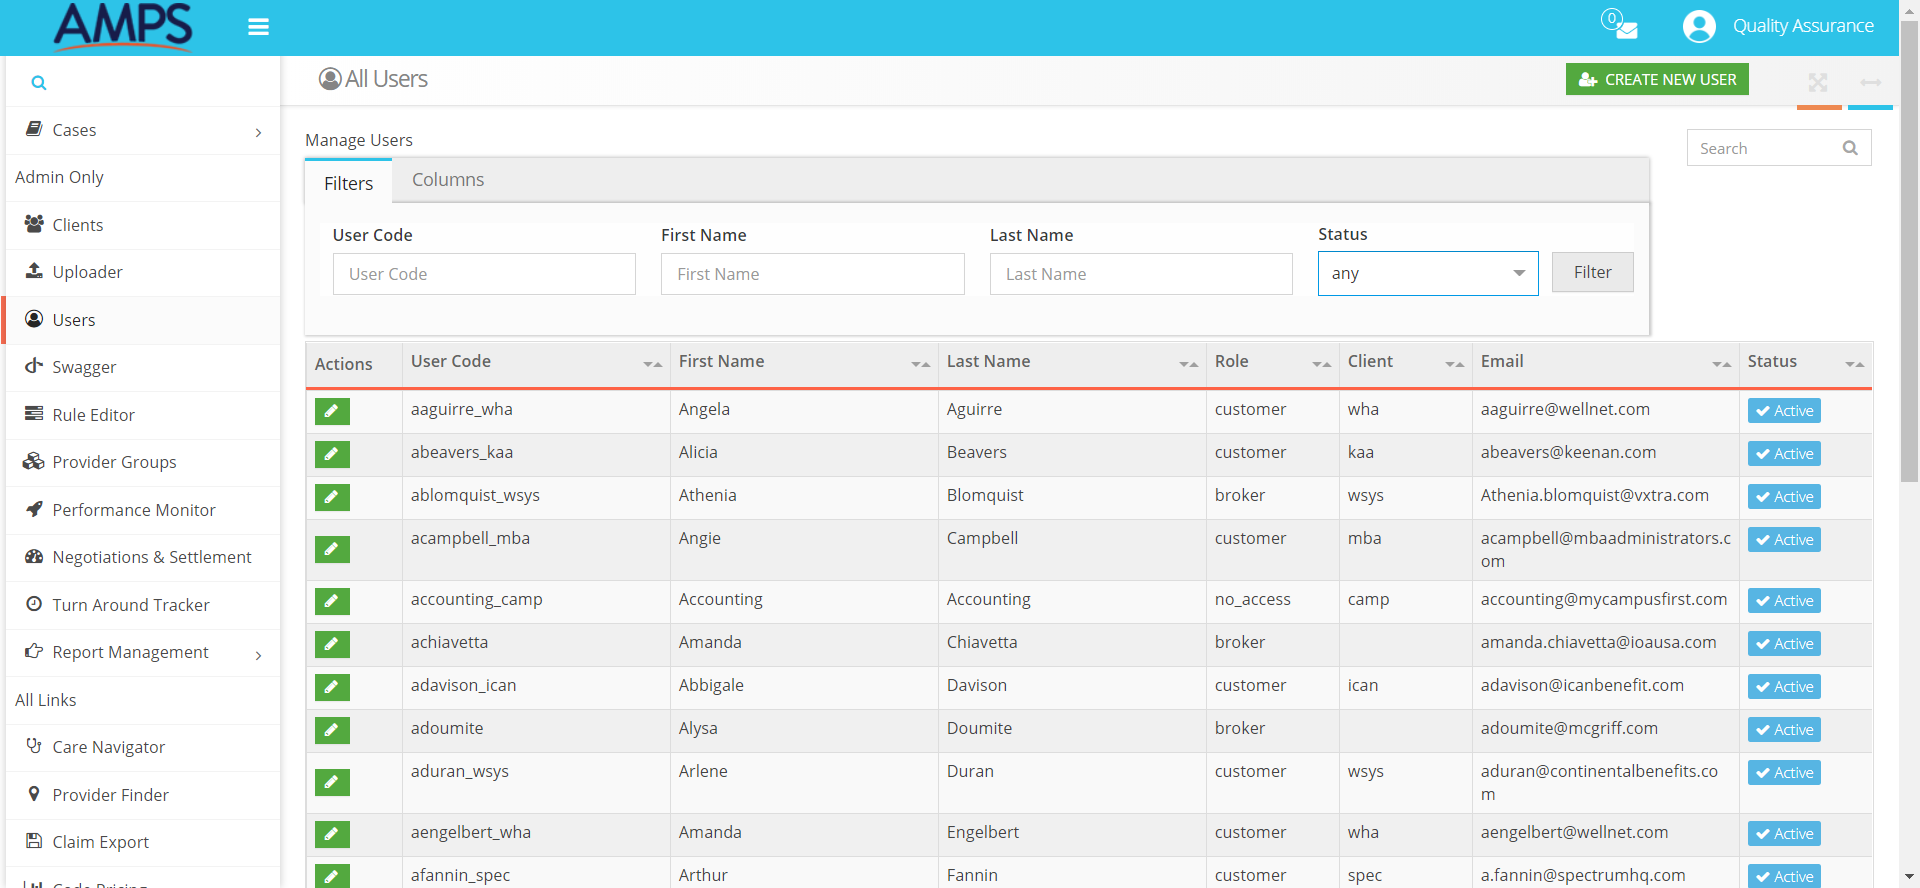 AMPS
0
Quality Assurance
All Users
CREATE NEW USER
Cases
Admin Only
Clients
Uploader
Users
Swagger
Rule Editor
Provider Groups
Performance Monitor
Negotiations & Settlement
Turn Around Tracker
Report Management
All Links
Care Navigator
Provider Finder
Claim Export
Manage Users
Search
Filters Columns
User Code First Name Last Name Status
User Code First Name Last Name any Filter
Actions User Code First Name Last Name Role Client Email Status
aaguirre_wha Angela Aguirre customer wha aaguirre@wellnet.com Active
abeavers_kaa Alicia Beavers customer kaa abeavers@keenan.com Active
ablomquist_wsys Athenia Blomquist broker wsys Athenia.blomquist@vxtra.com Active
acampbell_mba Angie Campbell customer mba acampbell@mbaadministrators.c Active
om
accounting_camp Accounting Accounting no_access camp accounting@mycampusfirst.com Active
achiavetta Amanda Chiavetta broker amanda.chiavetta@ioausa.com Active
adavison_ican Abbigale Davison customer ican adavison@icanbenefit.com Active
adoumite Alysa Doumite broker adoumite@mcgriff.com Active
aduran_wsys Arlene Duran customer wsys aduran@continentalbenefits.co Active
m
aengelbert_wha Amanda Engelbert customer wha aengelbert@wellnet.com Active
afannin_spec Arthur Fannin customer spec a.fannin@spectrumhq.com Active